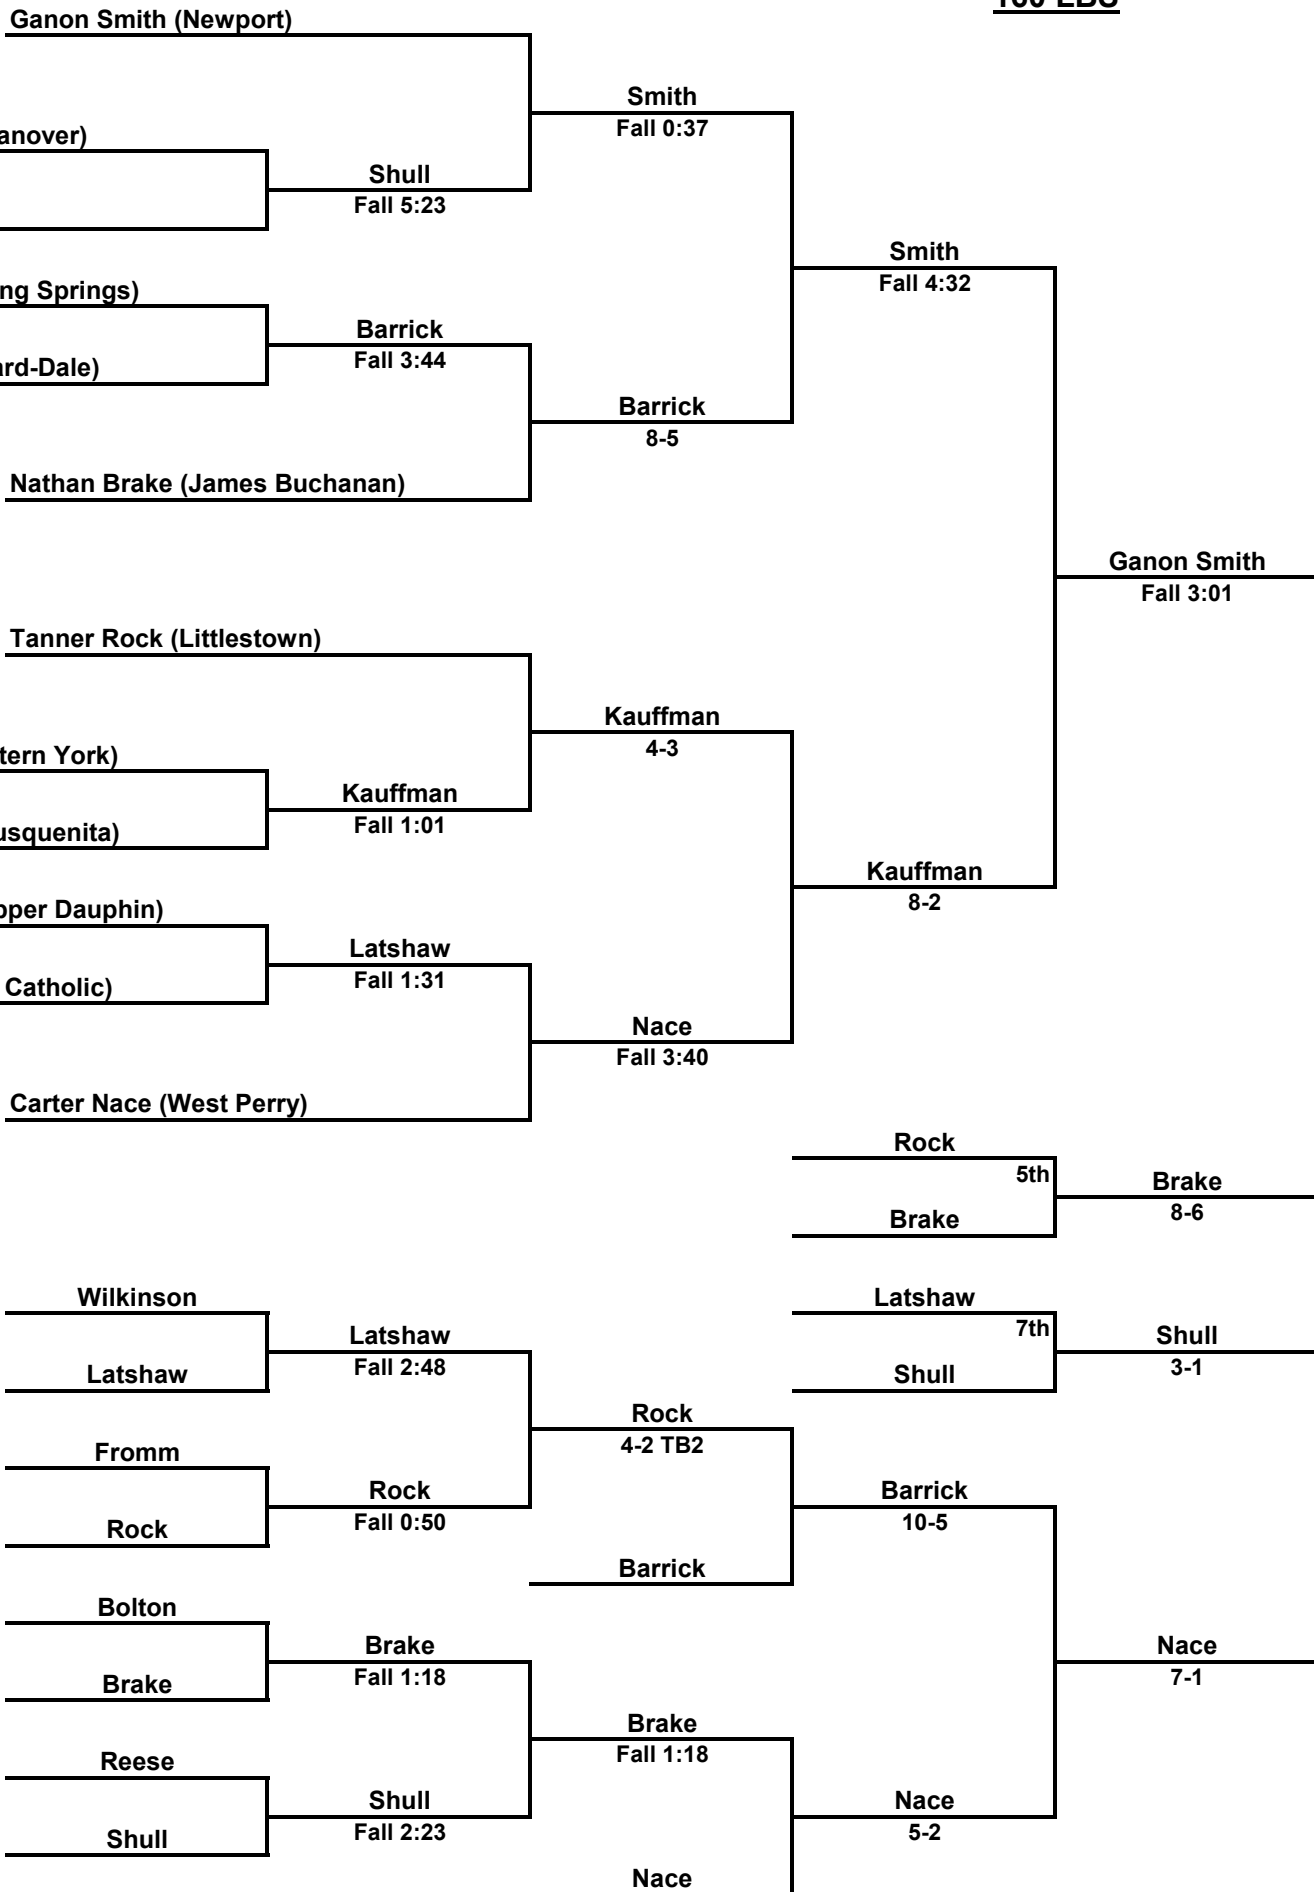 Ganon Smith (Newport)
Smith
Fall 0:37
anover)
Shull
Fall 5:23
Smith
Fall 4:32
ng Springs)
Barrick
Fall 3:44
ard-Dale)
Barrick
8-5
Nathan Brake (James Buchanan)
Ganon Smith
Fall 3:01
Tanner Rock (Littlestown)
Kauffman
4-3
tern York)
Kauffman
Fall 1:01
usquenita)
Kauffman
8-2
pper Dauphin)
Latshaw
Fall 1:31
Catholic)
Nace
Fall 3:40
Carter Nace (West Perry)
Rock
5th
Brake
8-6
Brake
Wilkinson
Latshaw
7th
Latshaw
Fall 2:48
Shull
3-1
Latshaw
Shull
Rock
4-2 TB2
Fromm
Rock
Fall 0:50
Barrick
10-5
Rock
Barrick
Bolton
Brake
Fall 1:18
Nace
7-1
Brake
Brake
Fall 1:18
Reese
Shull
Fall 2:23
Nace
5-2
Shull
Nace